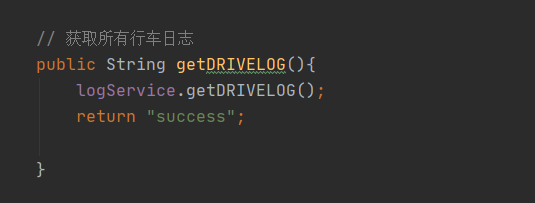 // 获取所有行车日志
public String getDRIVELOG(){
logService.getDRIVELOG();
return "success";
}